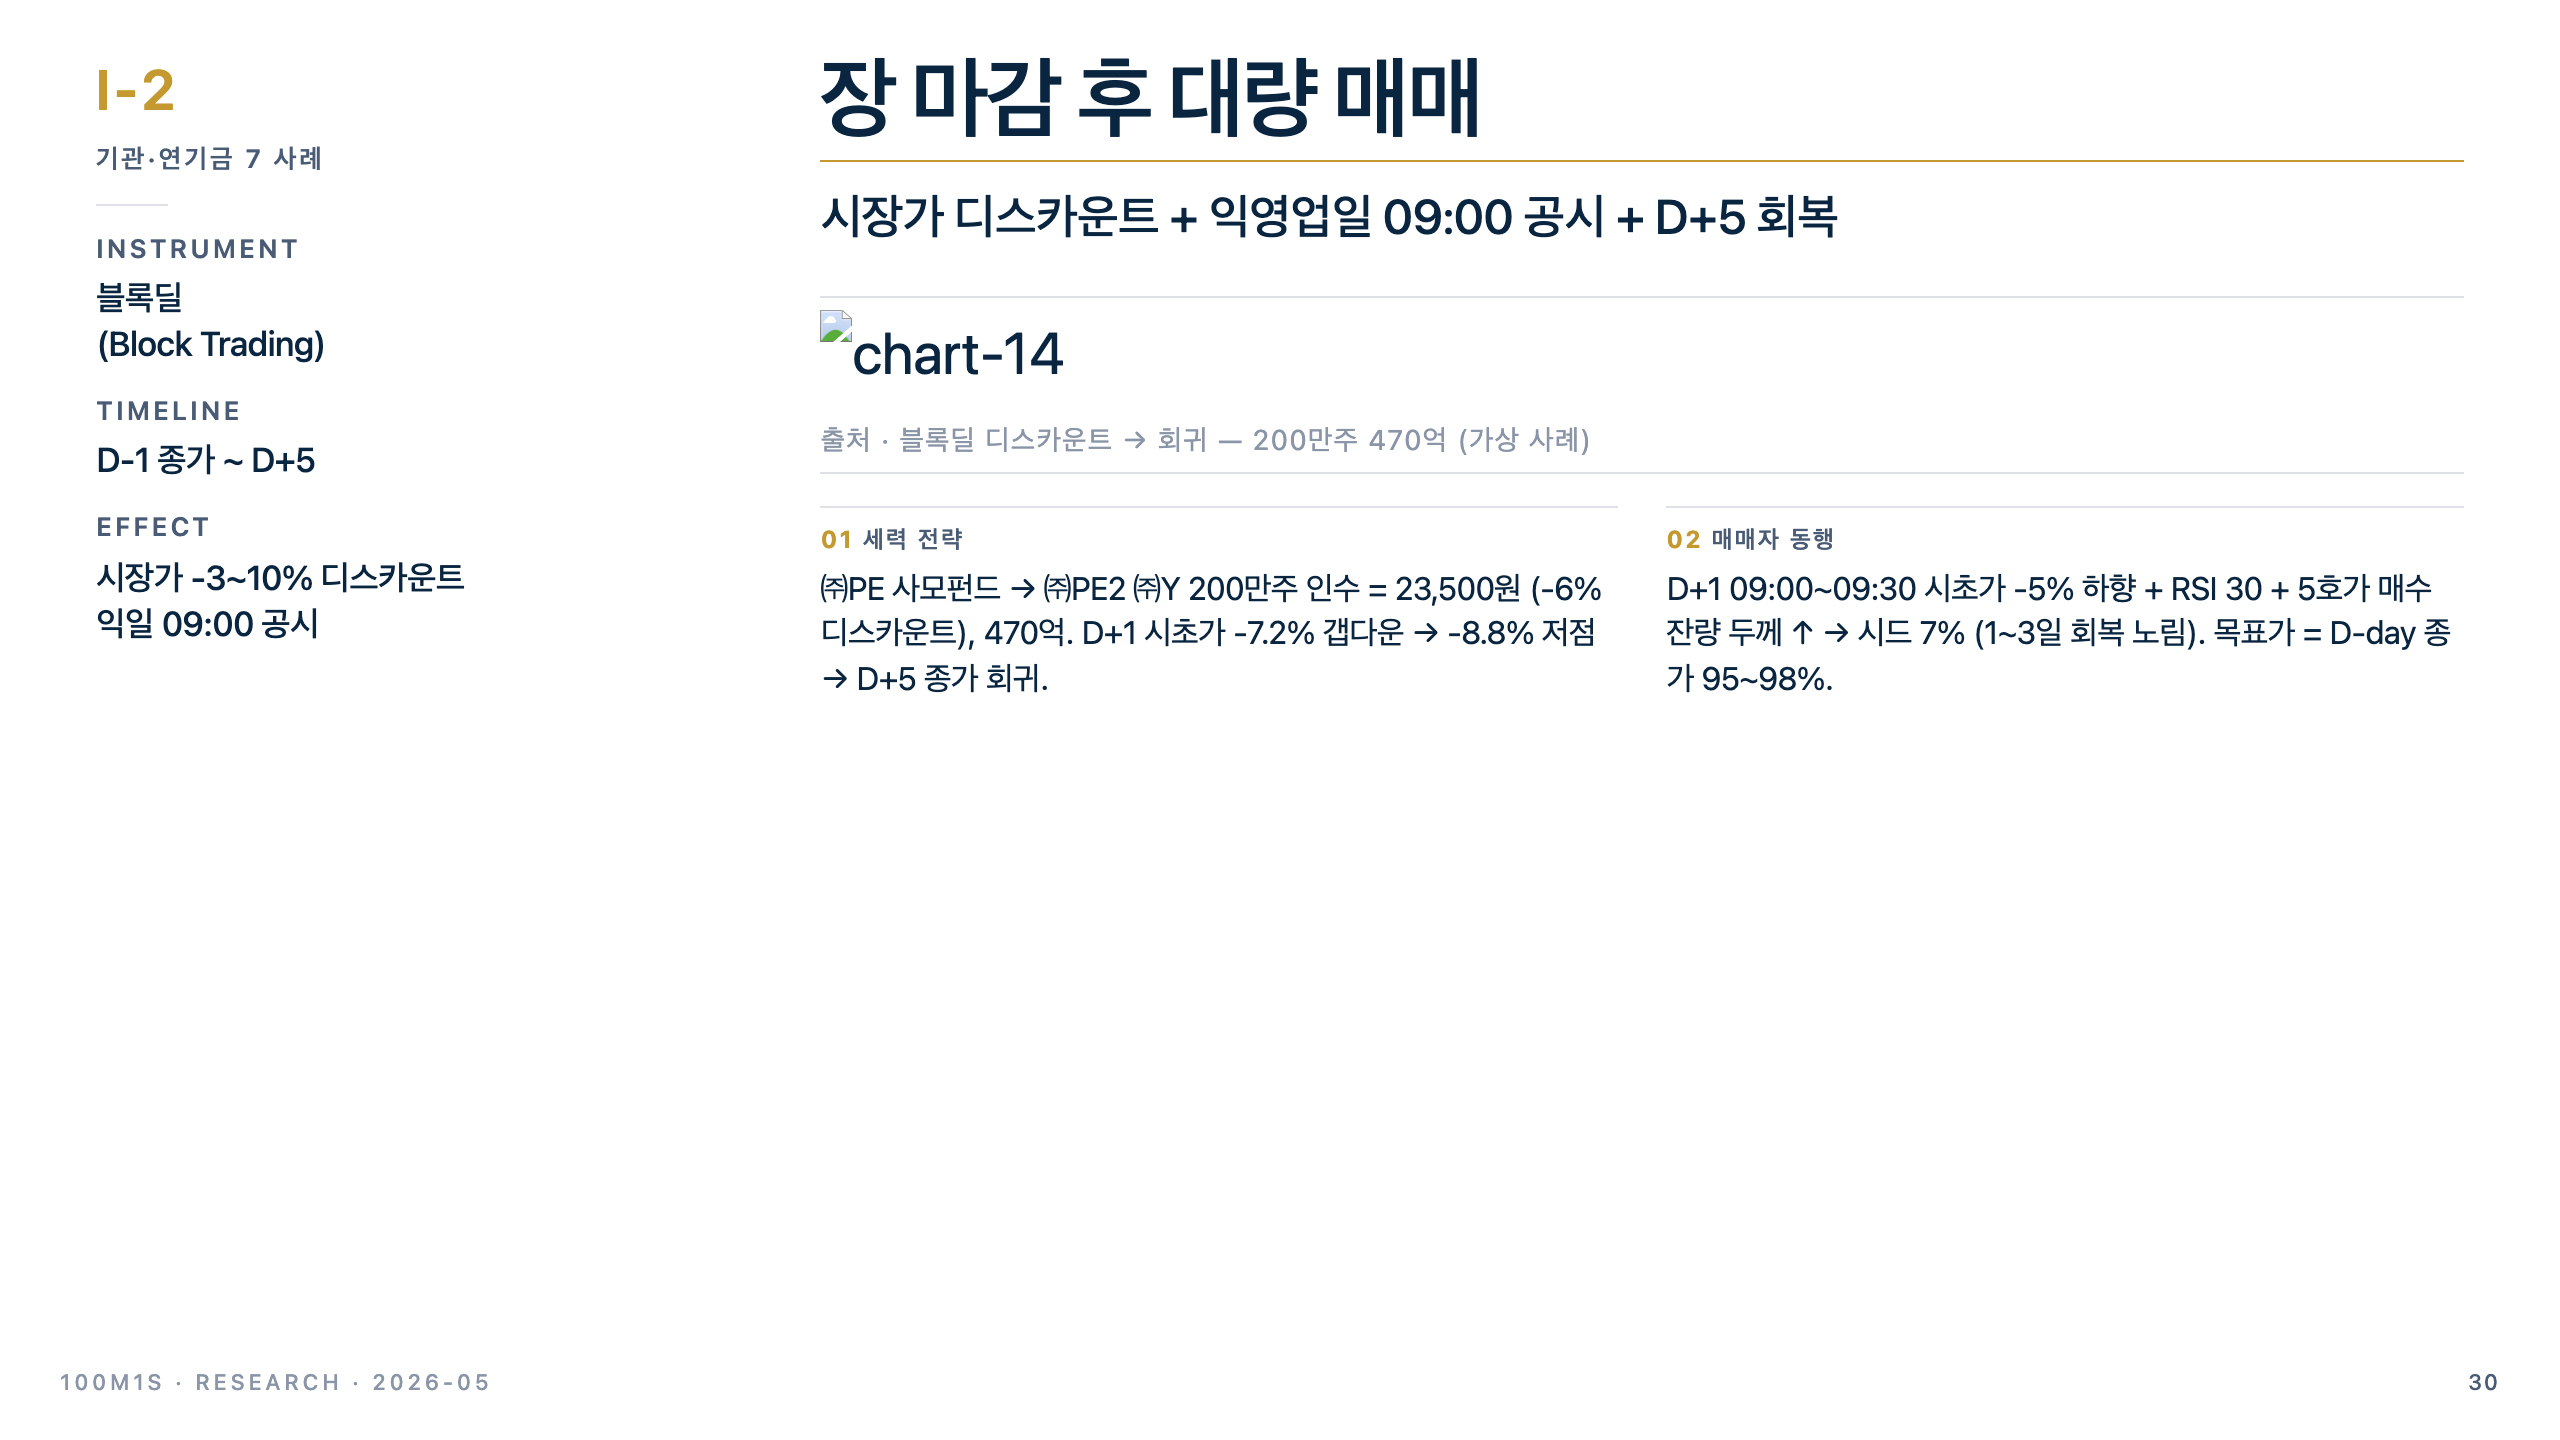 I-2
기관·연기금 7 사례
INSTRUMENT
블록딜
(Block Trading)
TIMELINE
D-1 종가 ~ D+5
EFFECT
시장가 -3~10% 디스카운트
익일 09:00 공시
장 마감 후 대량 매매
시장가 디스카운트 + 익영업일 09:00 공시 + D+5 회복
chart-14
출처 · 블록딜 디스카운트 → 회귀 — 200만주 470억 (가상 사례)
01 세력 전략
㈜PE 사모펀드 → ㈜PE2 ㈜Y 200만주 인수 = 23,500원 (-6%
디스카운트), 470억. D+1 시초가 -7.2% 갭다운 → -8.8% 저점
→ D+5 종가 회귀.
02 매매자 동행
D+1 09:00~09:30 시초가 -5% 하향 + RSI 30 + 5호가 매수
잔량 두께 ↑ → 시드 7% (1~3일 회복 노림). 목표가 = D-day 종
가 95~98%.
100M1S · RESEARCH · 2026-05
30